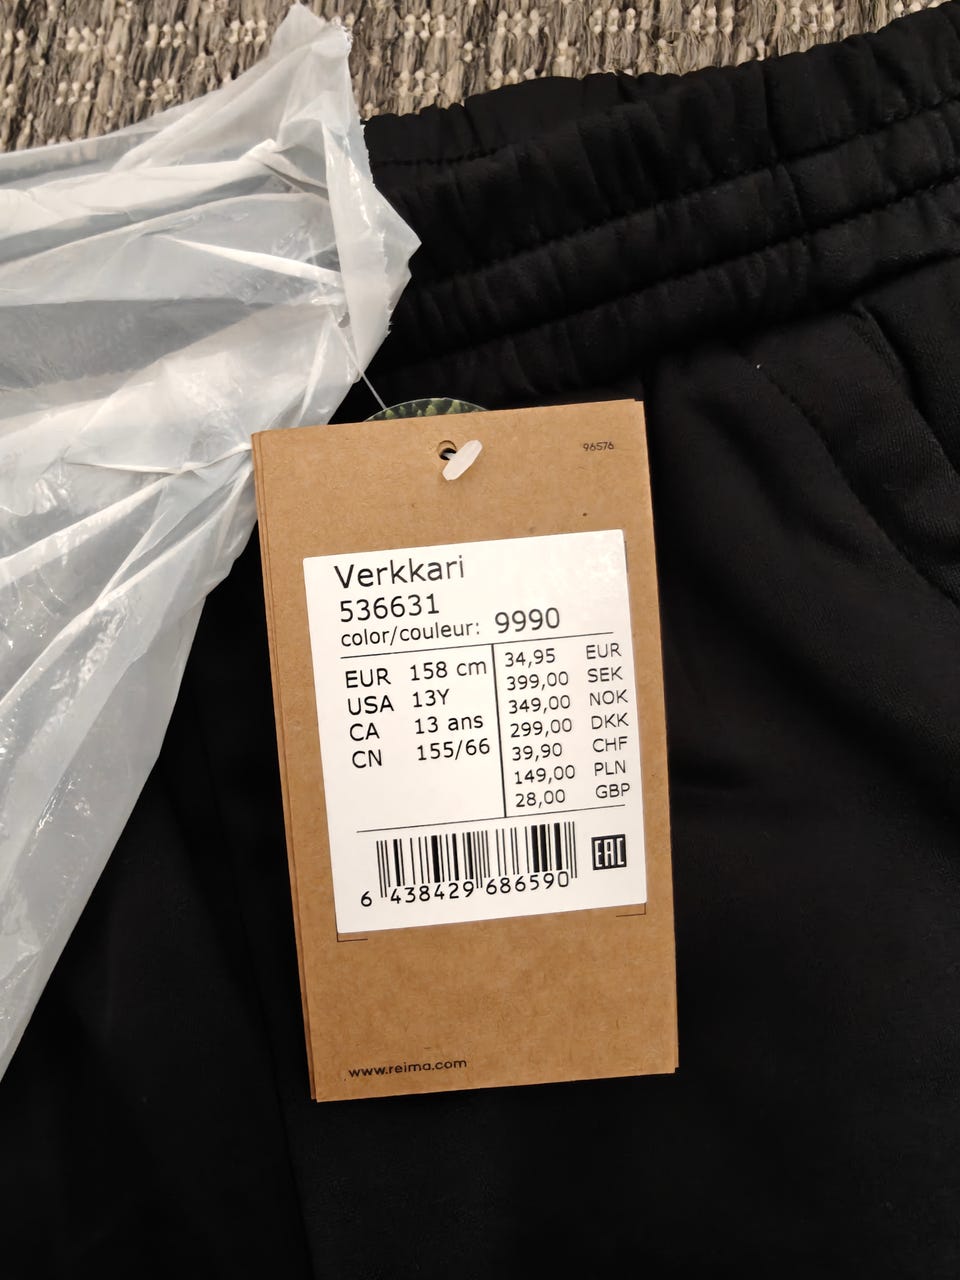 96576
Verkkari
536631
color/couleur: 9990
EUR 158 cm
USA 13Y
CA 13 ans
CN 155/66
34,95 EUR
399,00 SEK
349,00 NOK
299,00 DKK
39,90 CHF
149,00 PLN
28,00 GBP
6 438429 686590
EAC
www.reima.com